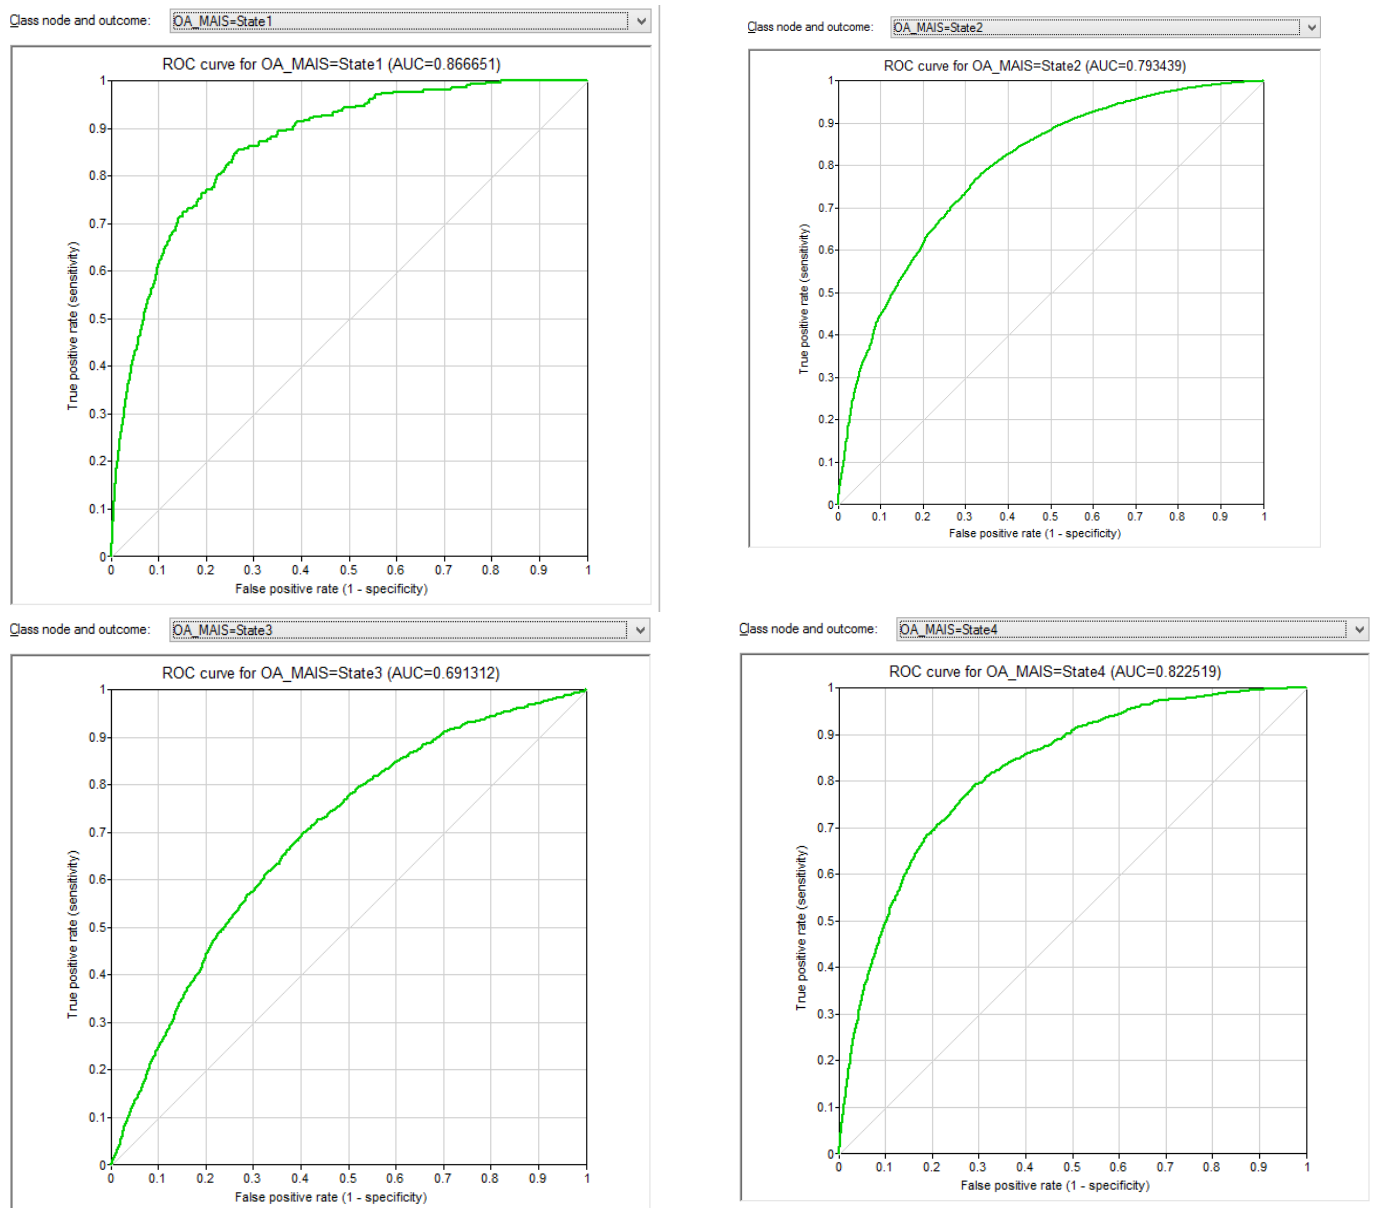 Class node and outcome: OA_MAIS=State1
ROC curve for OA_MAIS=State1 (AUC=0.866651)
True positive rate (sensitivity)
1
0.9
0.8
0.7
0.6
0.5
0.4
0.3
0.2
0.1
0
0 0.1 0.2 0.3 0.4 0.5 0.6 0.7 0.8 0.9 1
False positive rate (1 - specificity)
Class node and outcome: OA_MAIS=State2
ROC curve for OA_MAIS=State2 (AUC=0.793439)
True positive rate (sensitivity)
1
0.9
0.8
0.7
0.6
0.5
0.4
0.3
0.2
0.1
0
0 0.1 0.2 0.3 0.4 0.5 0.6 0.7 0.8 0.9 1
False positive rate (1 - specificity)
Class node and outcome: OA_MAIS=State3
ROC curve for OA_MAIS=State3 (AUC=0.691312)
True positive rate (sensitivity)
1
0.9
0.8
0.7
0.6
0.5
0.4
0.3
0.2
0.1
0
0 0.1 0.2 0.3 0.4 0.5 0.6 0.7 0.8 0.9 1
False positive rate (1 - specificity)
Class node and outcome: OA_MAIS=State4
ROC curve for OA_MAIS=State4 (AUC=0.822519)
True positive rate (sensitivity)
1
0.9
0.8
0.7
0.6
0.5
0.4
0.3
0.2
0.1
0
0 0.1 0.2 0.3 0.4 0.5 0.6 0.7 0.8 0.9 1
False positive rate (1 - specificity)